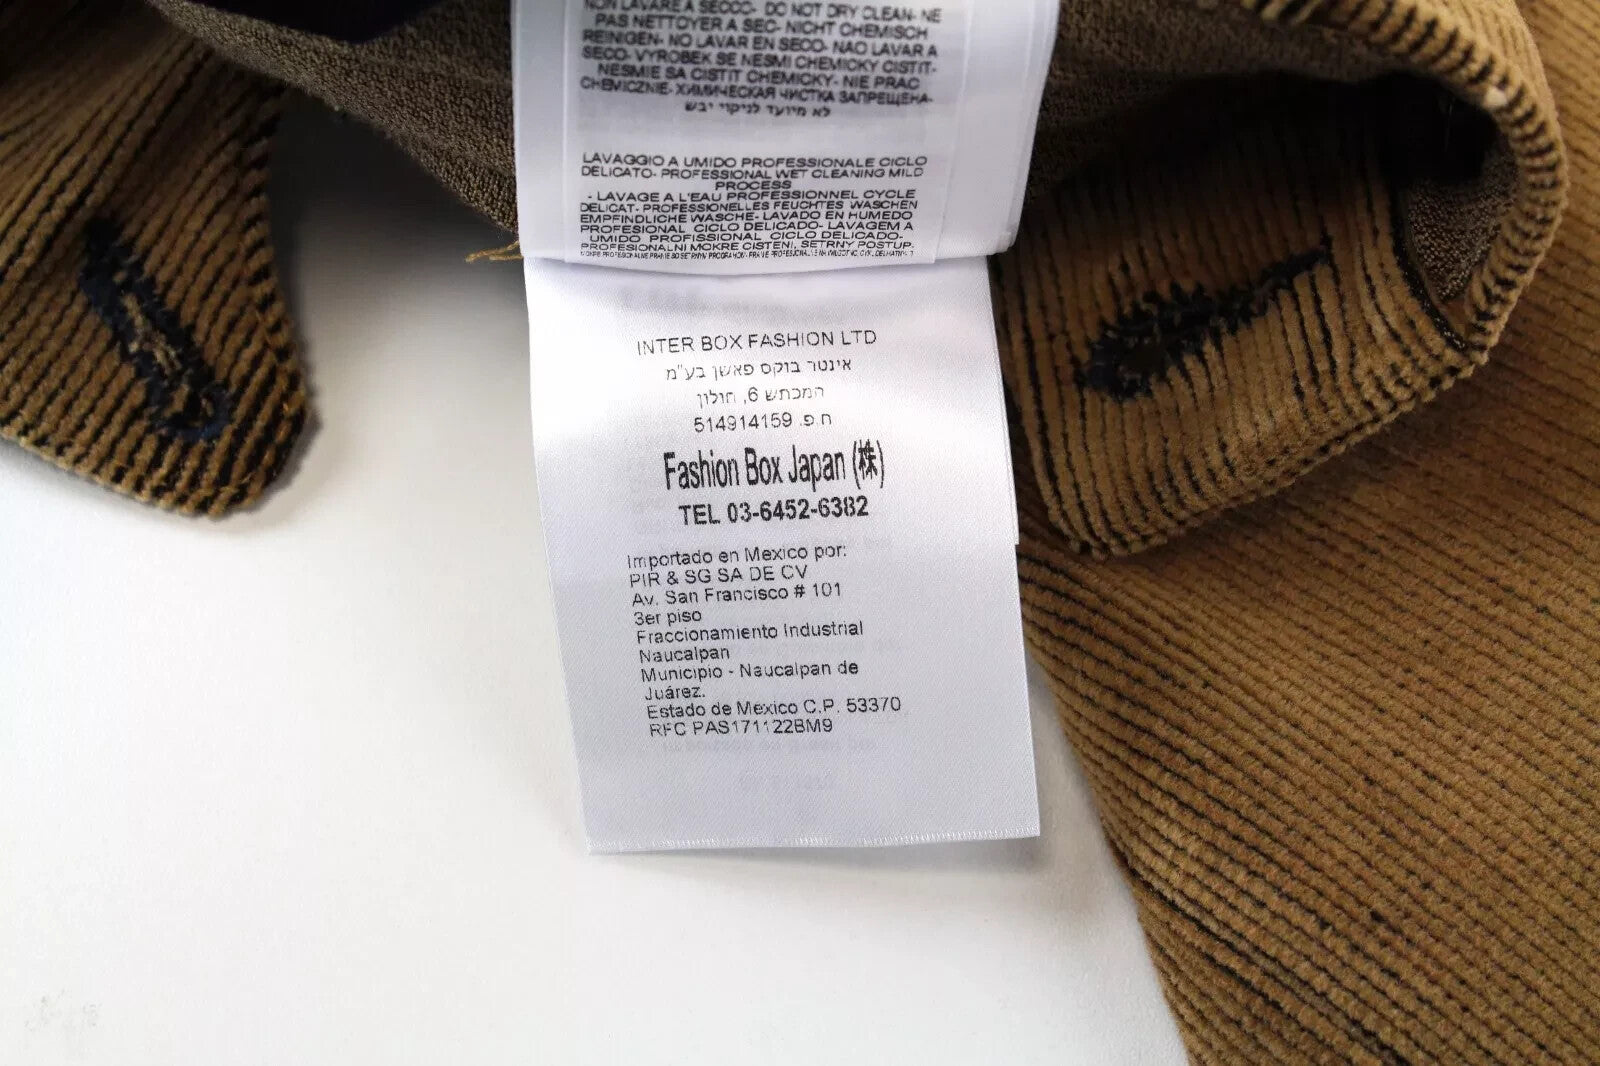 NON LAVARE A SECCO- DO NOT DRY CLEAN- NE
PAS NETTOYER A SEC- NICHT CHEMISCH
REINIGEN- NO LAVAR EN SECO- NAO LAVAR A
SECO- VYROBEK SE NESMI CHEMICKY CISTIT-
NESMIE SA CISTIT CHEMICKY- NIE PRAC
CHEMICZNIE- ХИМИЧЕСКАЯ ЧИСТКА ЗАПРЕЩЕНА-
לא מיועד לניקוי יבש
LAVAGGIO A UMIDO PROFESSIONALE CICLO
DELICATO- PROFESSIONAL WET CLEANING MILD
PROCESS
- LAVAGE A L'EAU PROFESSIONNEL CYCLE
DELICAT- PROFESSIONELLES FEUCHTES WASCHEN
EMPFINDLICHE WASCHE- LAVADO EN HUMEDO
PROFESIONAL CICLO DELICADO- LAVAGEM A
UMIDO PROFISSIONAL CICLO DELICADO-
PROFESIONALNI MOKRE CISTENI, SETRNY POSTUP-
INTER BOX FASHION LTD
אינטר בוקס פאשן בע"מ
המכתש 6, חולון
ח.פ. 514914159
Fashion Box Japan (株)
TEL 03-6452-6382
Importado en Mexico por:
PIR & SG SA DE CV
Av. San Francisco # 101
3er piso
Fraccionamiento Industrial
Naucalpan
Municipio - Naucalpan de
Juárez.
Estado de Mexico C.P. 53370
RFC PAS171122BM9